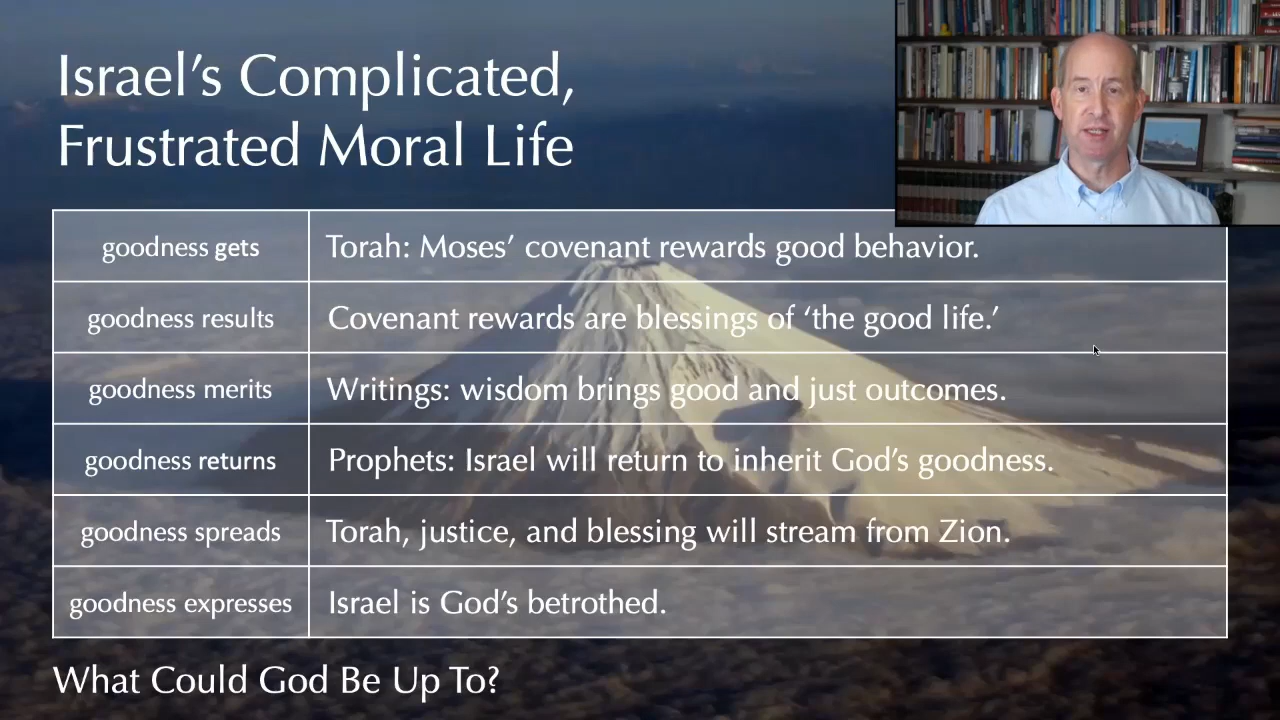 Israel’s Complicated,
Frustrated Moral Life
goodness gets
Torah: Moses’ covenant rewards good behavior.
goodness results
Covenant rewards are blessings of ‘the good life.’
goodness merits
Writings: wisdom brings good and just outcomes.
goodness returns
Prophets: Israel will return to inherit God’s goodness.
goodness spreads
Torah, justice, and blessing will stream from Zion.
goodness expresses
Israel is God’s betrothed.
What Could God Be Up To?